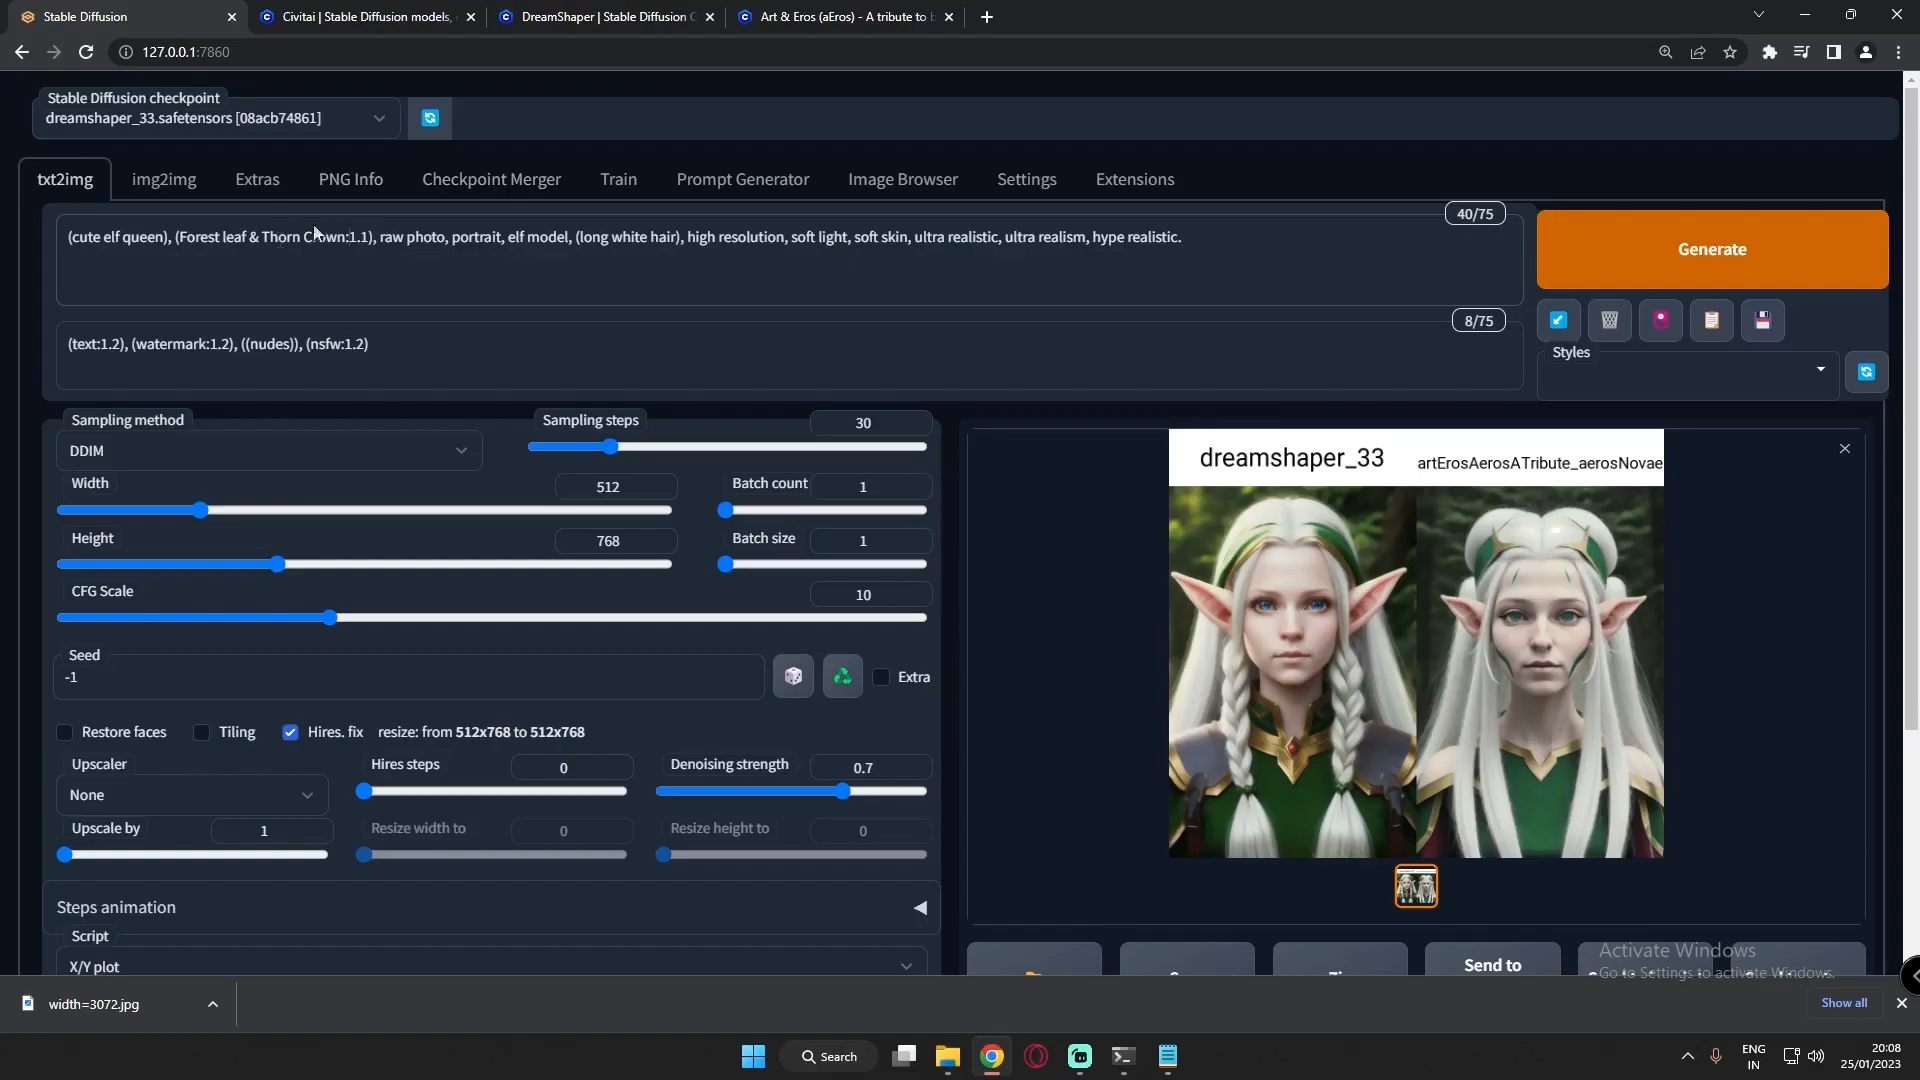 Stable Diffusion
Civitai | Stable Diffusion models,
DreamShaper | Stable Diffusion C
Art & Eros (aEros) - A tribute to b
127.0.0.1:7860
Stable Diffusion checkpoint
dreamshaper_33.safetensors [08acb74861]
txt2img
img2img
Extras
PNG Info
Checkpoint Merger
Train
Prompt Generator
Image Browser
Settings
Extensions
40/75
(cute elf queen), (Forest leaf & Thorn Crown:1.1), raw photo, portrait, elf model, (long white hair), high resolution, soft light, soft skin, ultra realistic, ultra realism, hype realistic.
Generate
8/75
(text:1.2), (watermark:1.2), ((nudes)), (nsfw:1.2)
Styles
Sampling method
DDIM
Sampling steps
30
Width
512
Batch count
1
Height
768
Batch size
1
CFG Scale
10
Seed
-1
Extra
Restore faces
Tiling
Hires. fix
resize: from 512x768 to 512x768
Upscaler
None
Hires steps
0
Denoising strength
0.7
Upscale by
1
Resize width to
0
Resize height to
0
Steps animation
Script
X/Y plot
dreamshaper_33
artErosAerosATribute_aerosNovae
Send to
Activate Windows
Go to Settings to activate Windows.
width=3072.jpg
Show all
Search
ENG
IN
20:08
25/01/2023